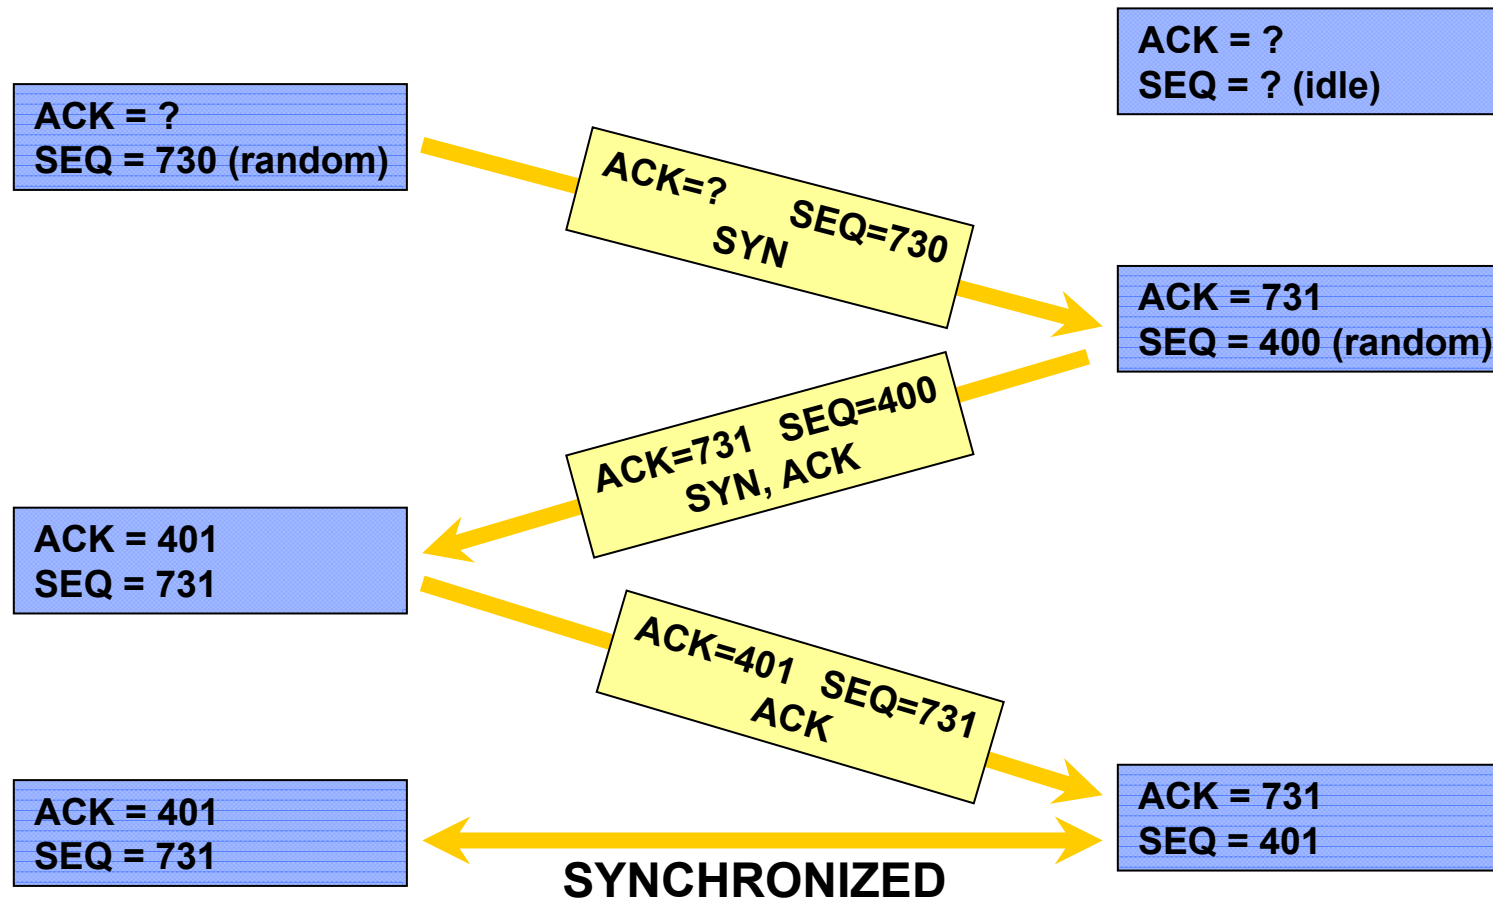 ACK = ?
SEQ = ? (idle)
ACK = ?
SEQ = 730 (random)
ACK=? SEQ=730
SYN
ACK = 731
SEQ = 400 (random)
ACK=731 SEQ=400
SYN, ACK
ACK = 401
SEQ = 731
ACK=401 SEQ=731
ACK
ACK = 401
SEQ = 731
ACK = 731
SEQ = 401
SYNCHRONIZED